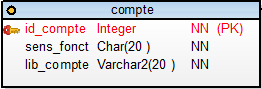 compte
id_compte Integer NN (PK)
sens_fonct Char(20 ) NN
lib_compte Varchar2(20 ) NN